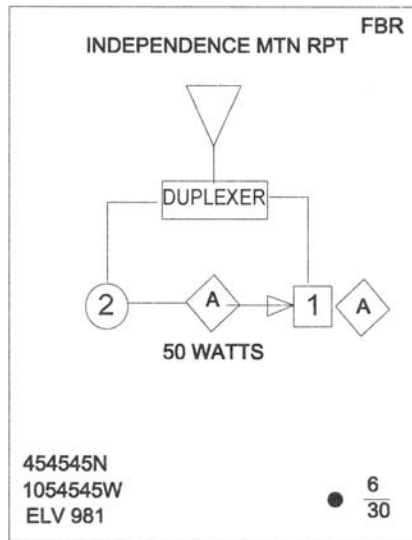 FBR
INDEPENDENCE MTN RPT
DUPLEXER
2 A 1 A
50 WATTS
454545N
1054545W
ELV 981
6
30